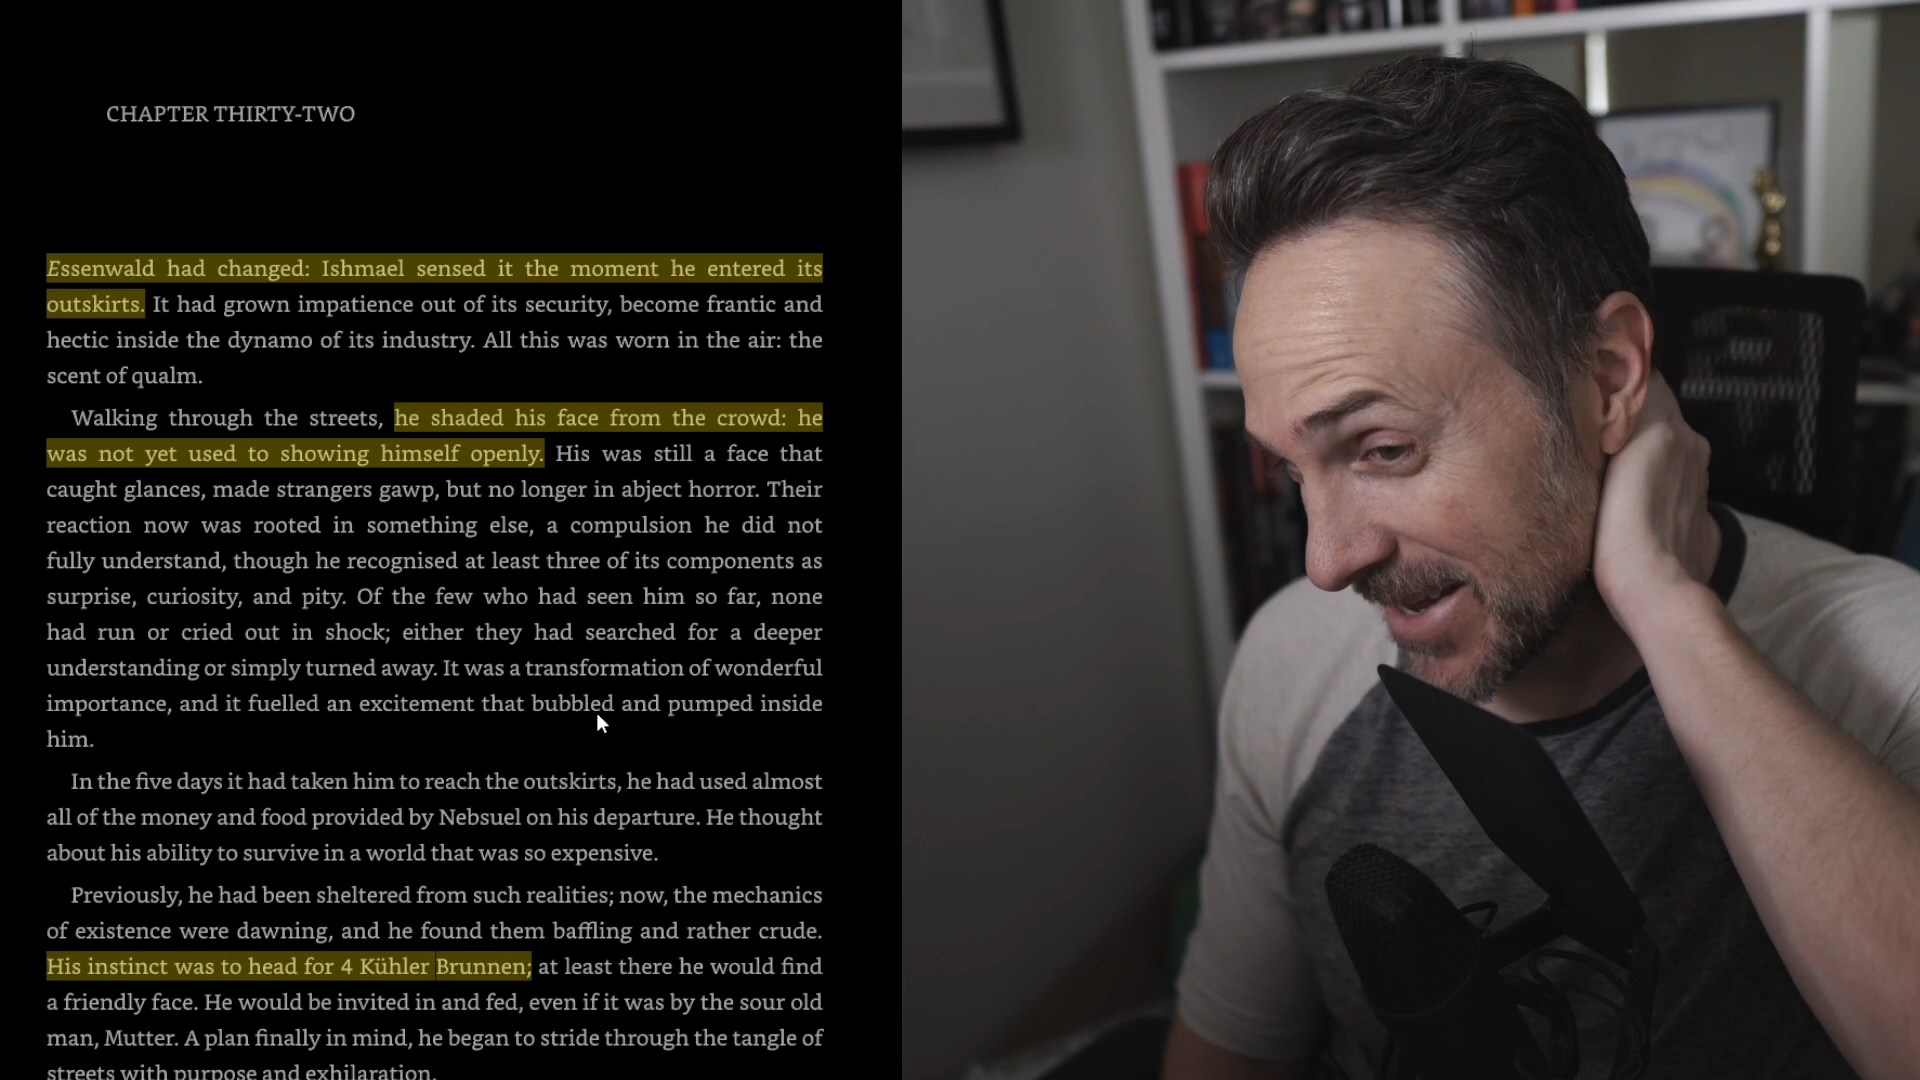 CHAPTER THIRTY-TWO
Essenwald had changed: Ishmael sensed it the moment he entered its
outskirts. It had grown impatience out of its security, become frantic and
hectic inside the dynamo of its industry. All this was worn in the air: the
scent of qualm.
Walking through the streets, he shaded his face from the crowd: he
was not yet used to showing himself openly. His was still a face that
caught glances, made strangers gawp, but no longer in abject horror. Their
reaction now was rooted in something else, a compulsion he did not
fully understand, though he recognised at least three of its components as
surprise, curiosity, and pity. Of the few who had seen him so far, none
had run or cried out in shock; either they had searched for a deeper
understanding or simply turned away. It was a transformation of wonderful
importance, and it fuelled an excitement that bubbled and pumped inside
him.
In the five days it had taken him to reach the outskirts, he had used almost
all of the money and food provided by Nebsuel on his departure. He thought
about his ability to survive in a world that was so expensive.
Previously, he had been sheltered from such realities; now, the mechanics
of existence were dawning, and he found them baffling and rather crude.
His instinct was to head for 4 Kühler Brunnen; at least there he would find
a friendly face. He would be invited in and fed, even if it was by the sour old
man, Mutter. A plan finally in mind, he began to stride through the tangle of
streets with purpose and exhilaration.